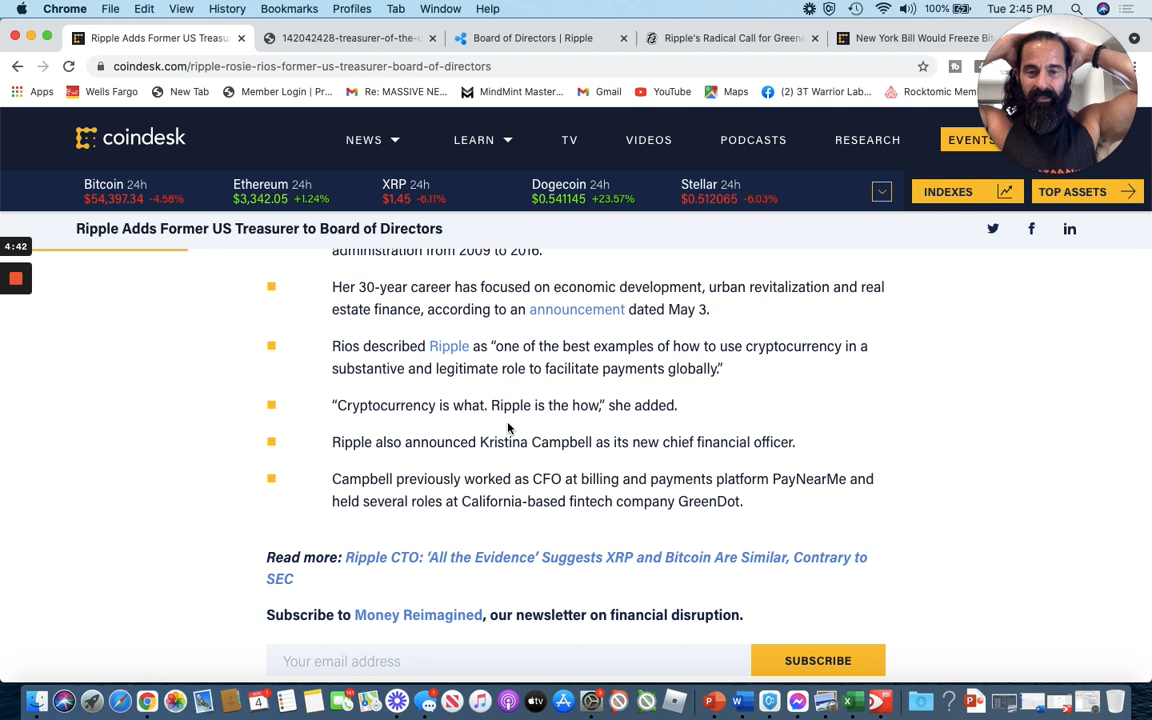 Chrome File Edit View History Bookmarks Profiles Tab Window Help 100% Tue 2:45 PM
Ripple Adds Former US Treasu 142042428-treasurer-of-the-u Board of Directors | Ripple Ripple's Radical Call for Greene New York Bill Would Freeze Bit
coindesk.com/ripple-rosie-rios-former-us-treasurer-board-of-directors
Apps Wells Fargo New Tab Member Login | Pr... Re: MASSIVE NE... MindMint Master... Gmail YouTube Maps (2) 3T Warrior Lab... Rocktomic Mem
coindesk NEWS LEARN TV VIDEOS PODCASTS RESEARCH EVENTS
Bitcoin 24h Ethereum 24h XRP 24h Dogecoin 24h Stellar 24h
$54,397.34 -4.58% $3,342.05 +1.24% $1.45 -6.11% $0.541145 +23.57% $0.512065 -6.03%
INDEXES TOP ASSETS
Ripple Adds Former US Treasurer to Board of Directors
4:42
administration from 2009 to 2016.
Her 30-year career has focused on economic development, urban revitalization and real
estate finance, according to an announcement dated May 3.
Rios described Ripple as “one of the best examples of how to use cryptocurrency in a
substantive and legitimate role to facilitate payments globally.”
“Cryptocurrency is what. Ripple is the how,” she added.
Ripple also announced Kristina Campbell as its new chief financial officer.
Campbell previously worked as CFO at billing and payments platform PayNearMe and
held several roles at California-based fintech company GreenDot.
Read more: Ripple CTO: ‘All the Evidence’ Suggests XRP and Bitcoin Are Similar, Contrary to
SEC
Subscribe to Money Reimagined, our newsletter on financial disruption.
Your email address
SUBSCRIBE